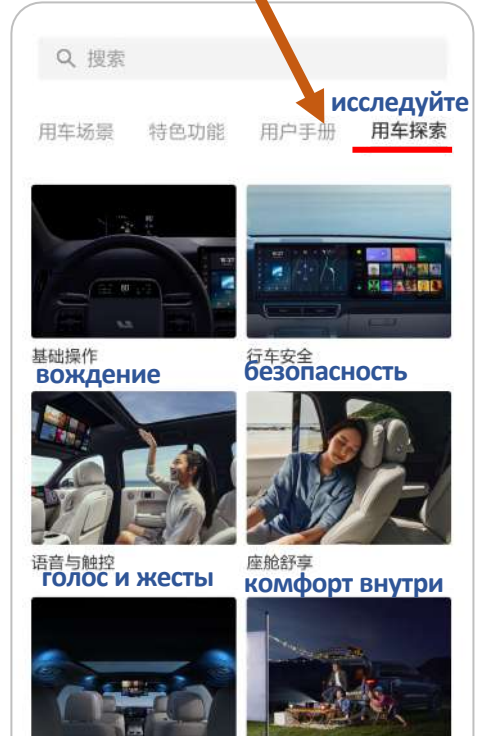 搜索
исследуйте
用车场景 特色功能 用户手册 用车探索
基础操作 行车安全
вождение безопасность
语音与触控 座舱舒享
голос и жесты комфорт внутри